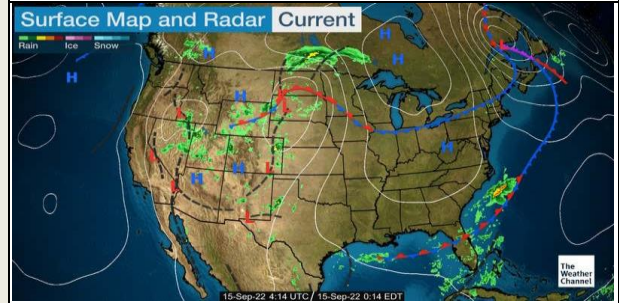 Surface Map and Radar Current
Rain Ice Snow
H
H
H
H
H
H
H
H
L
L
L
L
L
L
L
15-Sep-22 4:14 UTC / 15-Sep-22 0:14 EDT
The
Weather
Channel